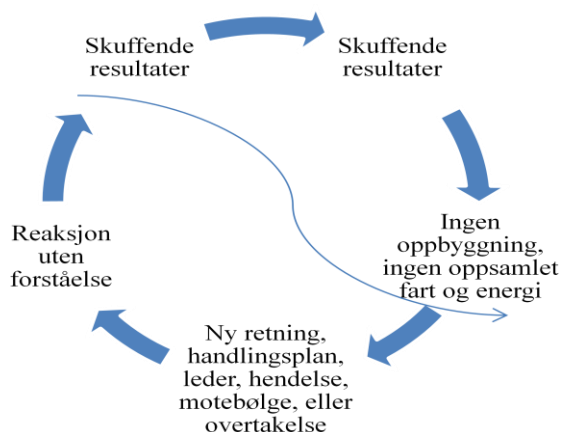 Skuffende
resultater
Skuffende
resultater
Ingen
oppbyggning,
ingen oppsamlet
fart og energi
Ny retning,
handlingsplan,
leder, hendelse,
motebølge, eller
overtakelse
Reaksjon
uten
forståelse